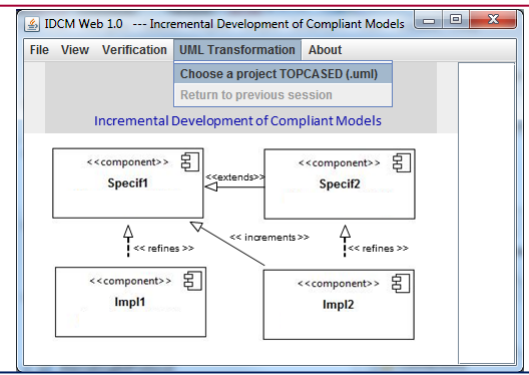 IDCM Web 1.0 --- Incremental Development of Compliant Models
File View Verification UML Transformation About
Choose a project TOPCASED (.uml)
Return to previous session
Incremental Development of Compliant Models
<<component>>
Specif1
<<extends>>
<<component>>
Specif2
<< refines >>
<< increments >>
<< refines >>
<<component>>
Impl1
<<component>>
Impl2